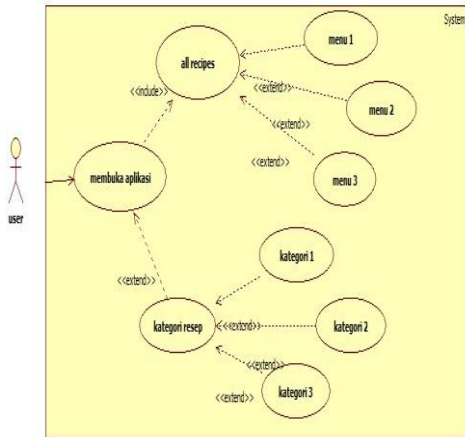 System
menu 1
all recipes
<<include>>
<<extend>>
menu 2
<<extend>>
<<extend>>
menu 3
membuka aplikasi
user
kategori 1
<<extend>>
kategori resep
<<extend>>
kategori 2
<<extend>>
kategori 3
<<extend>>